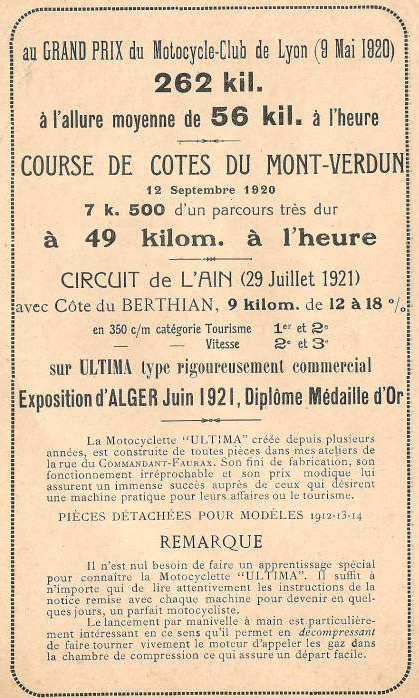 au GRAND PRIX du Motocycle-Club de Lyon (9 Mai 1920)
262 kil.
à l'allure moyenne de 56 kil. à l'heure
COURSE DE COTES DU MONT-VERDUN
12 Septembre 1920
7 k. 500 d'un parcours très dur
à 49 kilom. à l'heure
CIRCUIT de L'AIN (29 Juillet 1921)
avec Côte du BERTHIAN, 9 kilom. de 12 à 18 %
en 350 c/m catégorie Tourisme 1er et 2e
— — Vitesse 2e et 3e
sur ULTIMA type rigoureusement commercial
Exposition d'ALGER Juin 1921, Diplôme Médaille d'Or
La Motocyclette "ULTIMA" créée depuis plusieurs
années, est construite de toutes pièces dans mes ateliers de
la rue du COMMANDANT-FAURAX. Son fini de fabrication, son
fonctionnement irréprochable et son prix modique lui
assurent un immense succès auprès de ceux qui désirent
une machine pratique pour leurs affaires ou le tourisme.
PIÈCES DÉTACHÉES POUR MODÈLES 1912-13-14
REMARQUE
Il n'est nul besoin de faire un apprentissage spécial
pour connaître la Motocyclette "ULTIMA". Il suffit à
n'importe qui de lire attentivement les instructions de la
notice remise avec chaque machine pour devenir en quel-
ques jours, un parfait motocycliste.
Le lancement par manivelle à main est particulière-
ment intéressant en ce sens qu'il permet en décompressant
de faire tourner vivement le moteur d'appeler les gaz dans
la chambre de compression ce qui assure un départ facile.